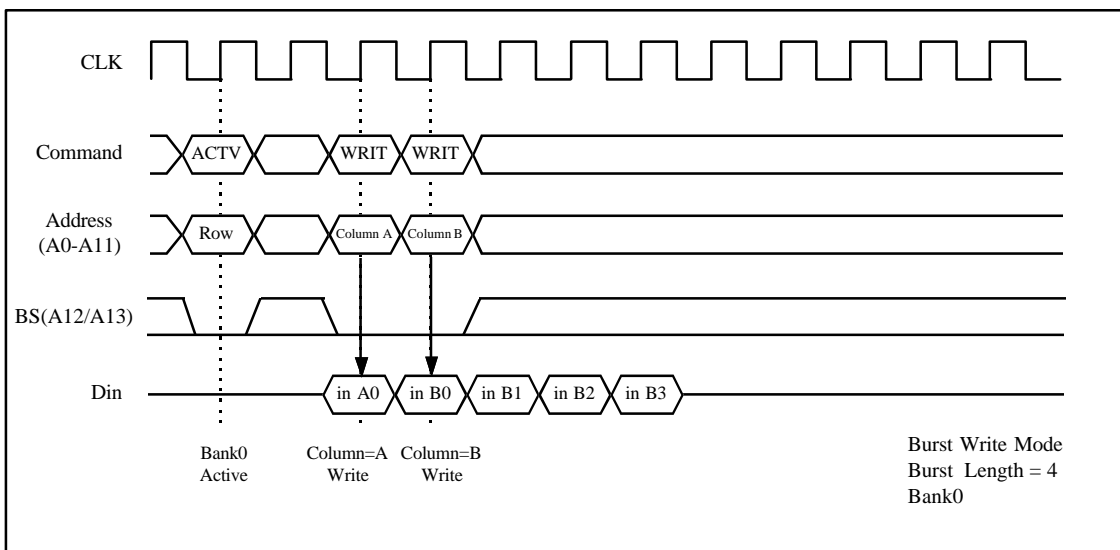 CLK
Command
ACTV
WRIT
WRIT
Address
(A0-A11)
Row
Column A
Column B
BS(A12/A13)
Din
in A0
in B0
in B1
in B2
in B3
Bank0
Active
Column=A
Write
Column=B
Write
Burst Write Mode
Burst Length = 4
Bank0